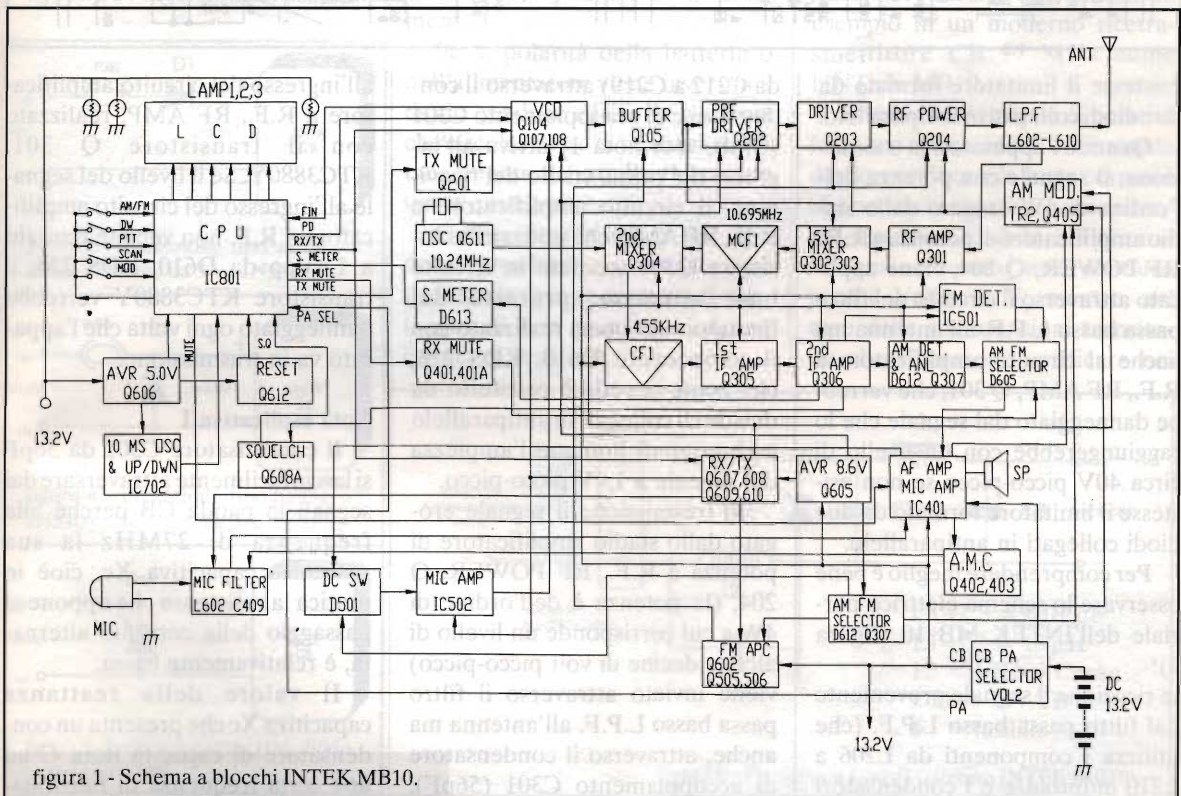 ANT
LAMP1,2,3
L C D
VCO
Q104
Q107,108
BUFFER
Q105
PRE
DRIVER
Q202
DRIVER
Q203
RF POWER
Q204
L.P.F
L602-L610
TX MUTE
Q201
AM MOD.
TR2,Q405
AM/FM
DW
PTT
SCAN
MOD
C P U
IC801
FIN
PD
RX/TX
S. METER
RX MUTE
TX MUTE
PA SEL
OSC Q611
10.24MHz
2nd
MIXER
Q304
10.695MHz
MCF1
1st
MIXER
Q302,303
RF AMP
Q301
S. METER
D613
FM DET.
IC501
455KHz
CF1
RX MUTE
Q401,401A
1st
IF AMP
Q305
2nd
IF AMP
Q306
AM DET
& ANL
D612 Q307
AM FM
SELECTOR
D605
MUTE
S.Q
AVR 5.0V
Q606
RESET
Q612
13.2V
10 MS OSC
& UP/DWN
IC702
SQUELCH
Q608A
RX/TX
Q607,608
Q609,610
AVR 8.6V
Q605
AF AMP
MIC AMP
IC401
SP
MIC FILTER
L602 C409
MIC
DC SW
D501
MIC AMP
IC502
A.M.C
Q402,403
AM FM
SELECTOR
D612 Q307
FM APC
Q602
Q505,506
CB
PA
CB PA
SELECTOR
VOL2
DC
13.2V
13.2V
figura 1 - Schema a blocchi INTEK MB10.